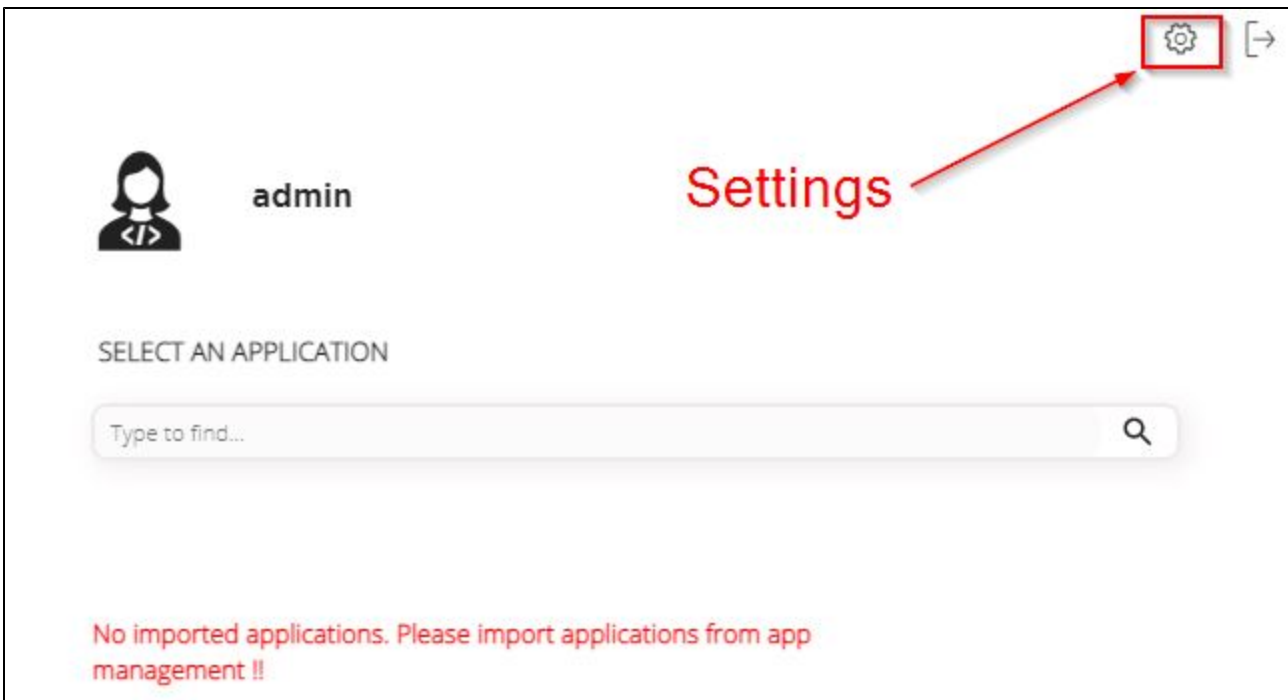 admin
Settings
</>
SELECT AN APPLICATION
Type to find...
No imported applications. Please import applications from app
management !!